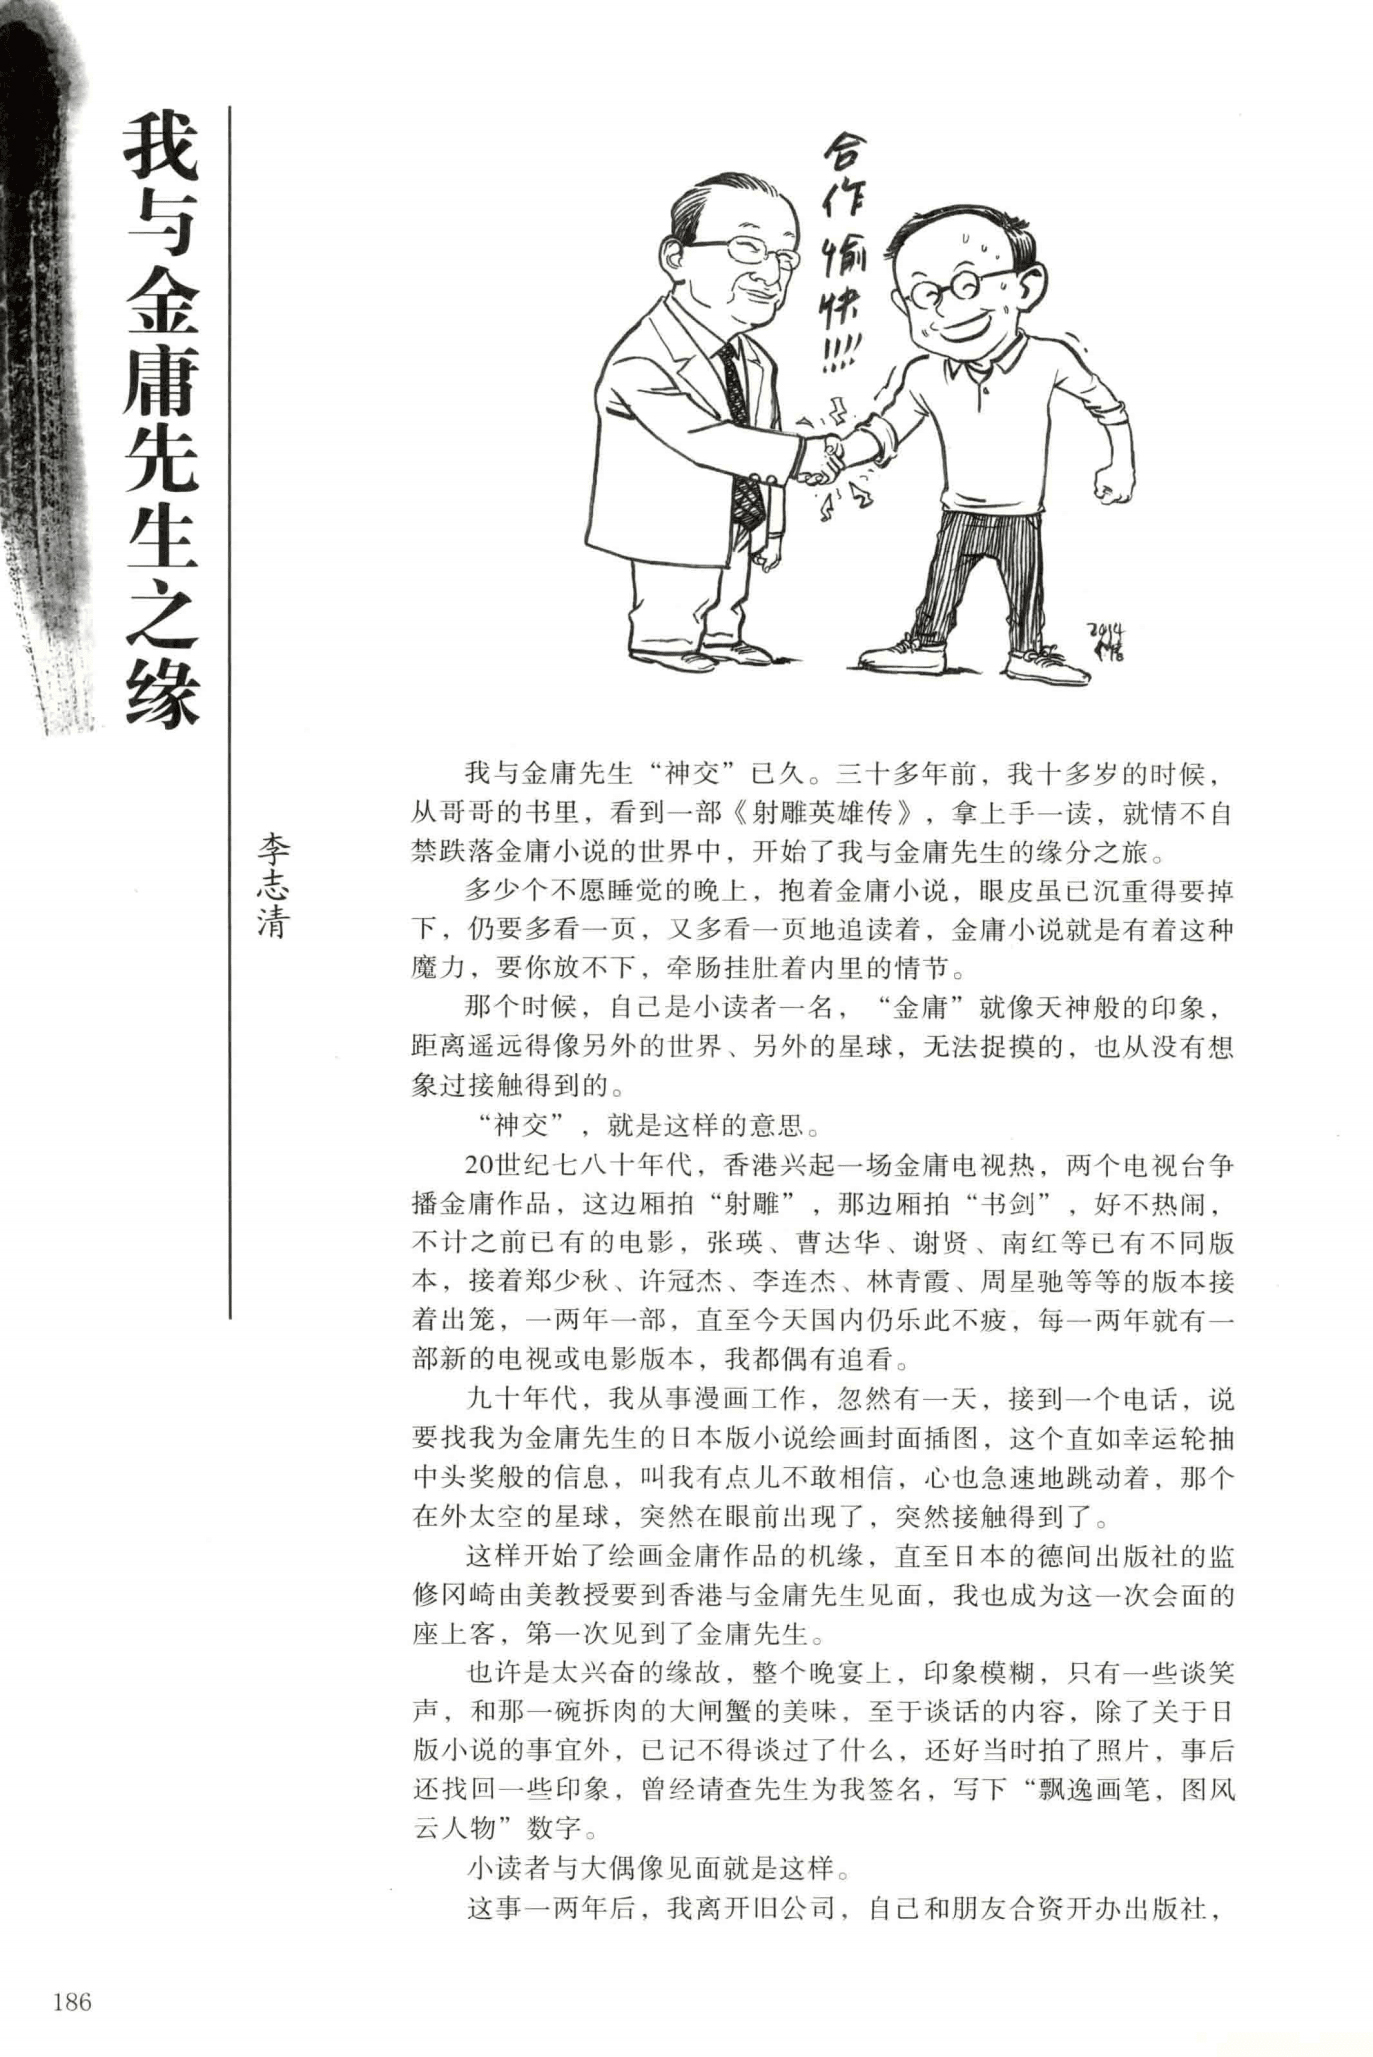 我与金庸先生之缘
李志清
合作愉快!!!!
2014
我与金庸先生“神交”已久。三十多年前，我十多岁的时候，
从哥哥的书里，看到一部《射雕英雄传》，拿上手一读，就情不自
禁跌落金庸小说的世界中，开始了我与金庸先生的缘分之旅。
多少个不愿睡觉的晚上，抱着金庸小说，眼皮虽已沉重得要掉
下，仍要多看一页，又多看一页地追读着，金庸小说就是有着这种
魔力，要你放不下，牵肠挂肚着内里的情节。
那个时候，自己是小读者一名，“金庸”就像天神般的印象，
距离遥远得像另外的世界、另外的星球，无法捉摸的，也从没有想
象过接触得到的。
“神交”，就是这样的意思。
20世纪七八十年代，香港兴起一场金庸电视热，两个电视台争
播金庸作品，这边厢拍“射雕”，那边厢拍“书剑”，好不热闹，
不计之前已有的电影，张瑛、曹达华、谢贤、南红等已有不同版
本，接着郑少秋、许冠杰、李连杰、林青霞、周星驰等等的版本接
着出笼，一两年一部，直至今天国内仍乐此不疲，每一两年就有一
部新的电视或电影版本，我都偶有追看。
九十年代，我从事漫画工作，忽然有一天，接到一个电话，说
要找我为金庸先生的日本版小说绘画封面插图，这个直如幸运轮抽
中头奖般的信息，叫我有点儿不敢相信，心也急速地跳动着，那个
在外太空的星球，突然在眼前出现了，突然接触得到了。
这样开始了绘画金庸作品的机缘，直至日本的德间出版社的监
修冈崎由美教授要到香港与金庸先生见面，我也成为这一次会面的
座上客，第一次见到了金庸先生。
也许是太兴奋的缘故，整个晚宴上，印象模糊，只有一些谈笑
声，和那一碗拆肉的大闸蟹的美味，至于谈话的内容，除了关于日
版小说的事宜外，已记不得谈过了什么，还好当时拍了照片，事后
还找回一些印象，曾经请查先生为我签名，写下“飘逸画笔，图风
云人物”数字。
小读者与大偶像见面就是这样。
这事一两年后，我离开旧公司，自己和朋友合资开办出版社，
186